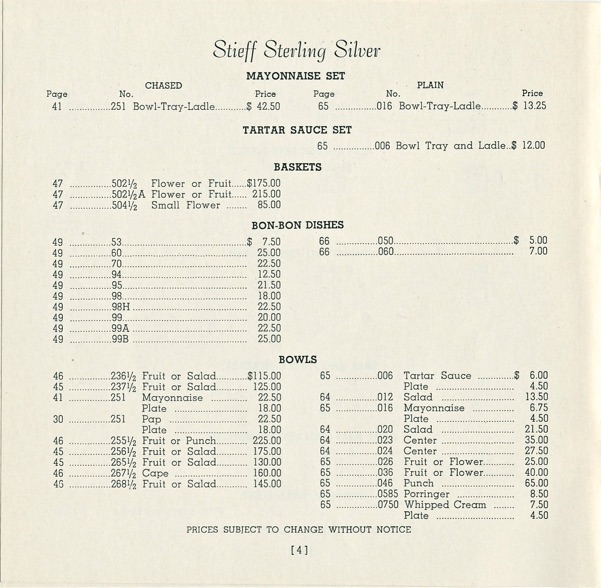 Stieff Sterling Silver
MAYONNAISE SET
CHASED PLAIN
Page No. Price Page No. Price
41 ..............251 Bowl-Tray-Ladle..........$ 42.50 65 ..............016 Bowl-Tray-Ladle..........$ 13.25
TARTAR SAUCE SET
65 ..............006 Bowl Tray and Ladle..$ 12.00
BASKETS
47 ..............502½ Flower or Fruit.....$175.00
47 ..............502½A Flower or Fruit.... 215.00
47 ..............504½ Small Flower ....... 85.00
BON-BON DISHES
49 ..............53..............................$ 7.50 66 ..............050..............................$ 5.00
49 ..............60.............................. 25.00 66 ..............060.............................. 7.00
49 ..............70.............................. 22.50
49 ..............94.............................. 12.50
49 ..............95.............................. 21.50
49 ..............98.............................. 18.00
49 ..............98H.............................. 22.50
49 ..............99.............................. 20.00
49 ..............99A.............................. 22.50
49 ..............99B.............................. 25.00
BOWLS
46 ..............236½ Fruit or Salad........$115.00 65 ..............006 Tartar Sauce ...........$ 6.00
45 ..............237½ Fruit or Salad........ 125.00 Plate .................... 4.50
41 ..............251 Mayonnaise ............ 22.50 64 ..............012 Salad .................... 13.50
Plate .................... 18.00 65 ..............016 Mayonnaise ............ 6.75
30 ..............251 Pap .................... 22.50 Plate .................... 4.50
Plate .................... 18.00 64 ..............020 Salad .................... 21.50
46 ..............255½ Fruit or Punch....... 225.00 64 ..............023 Center .................... 35.00
45 ..............256½ Fruit or Salad........ 175.00 64 ..............024 Center .................... 27.50
45 ..............265½ Fruit or Salad........ 130.00 65 ..............026 Fruit or Flower........ 25.00
46 ..............267½ Cape .................... 160.00 65 ..............036 Fruit or Flower........ 40.00
46 ..............268½ Fruit or Salad........ 145.00 65 ..............046 Punch .................... 65.00
65 ..............0585 Porringer ............... 8.50
65 ..............0750 Whipped Cream ...... 7.50
Plate .................... 4.50
PRICES SUBJECT TO CHANGE WITHOUT NOTICE
[4]